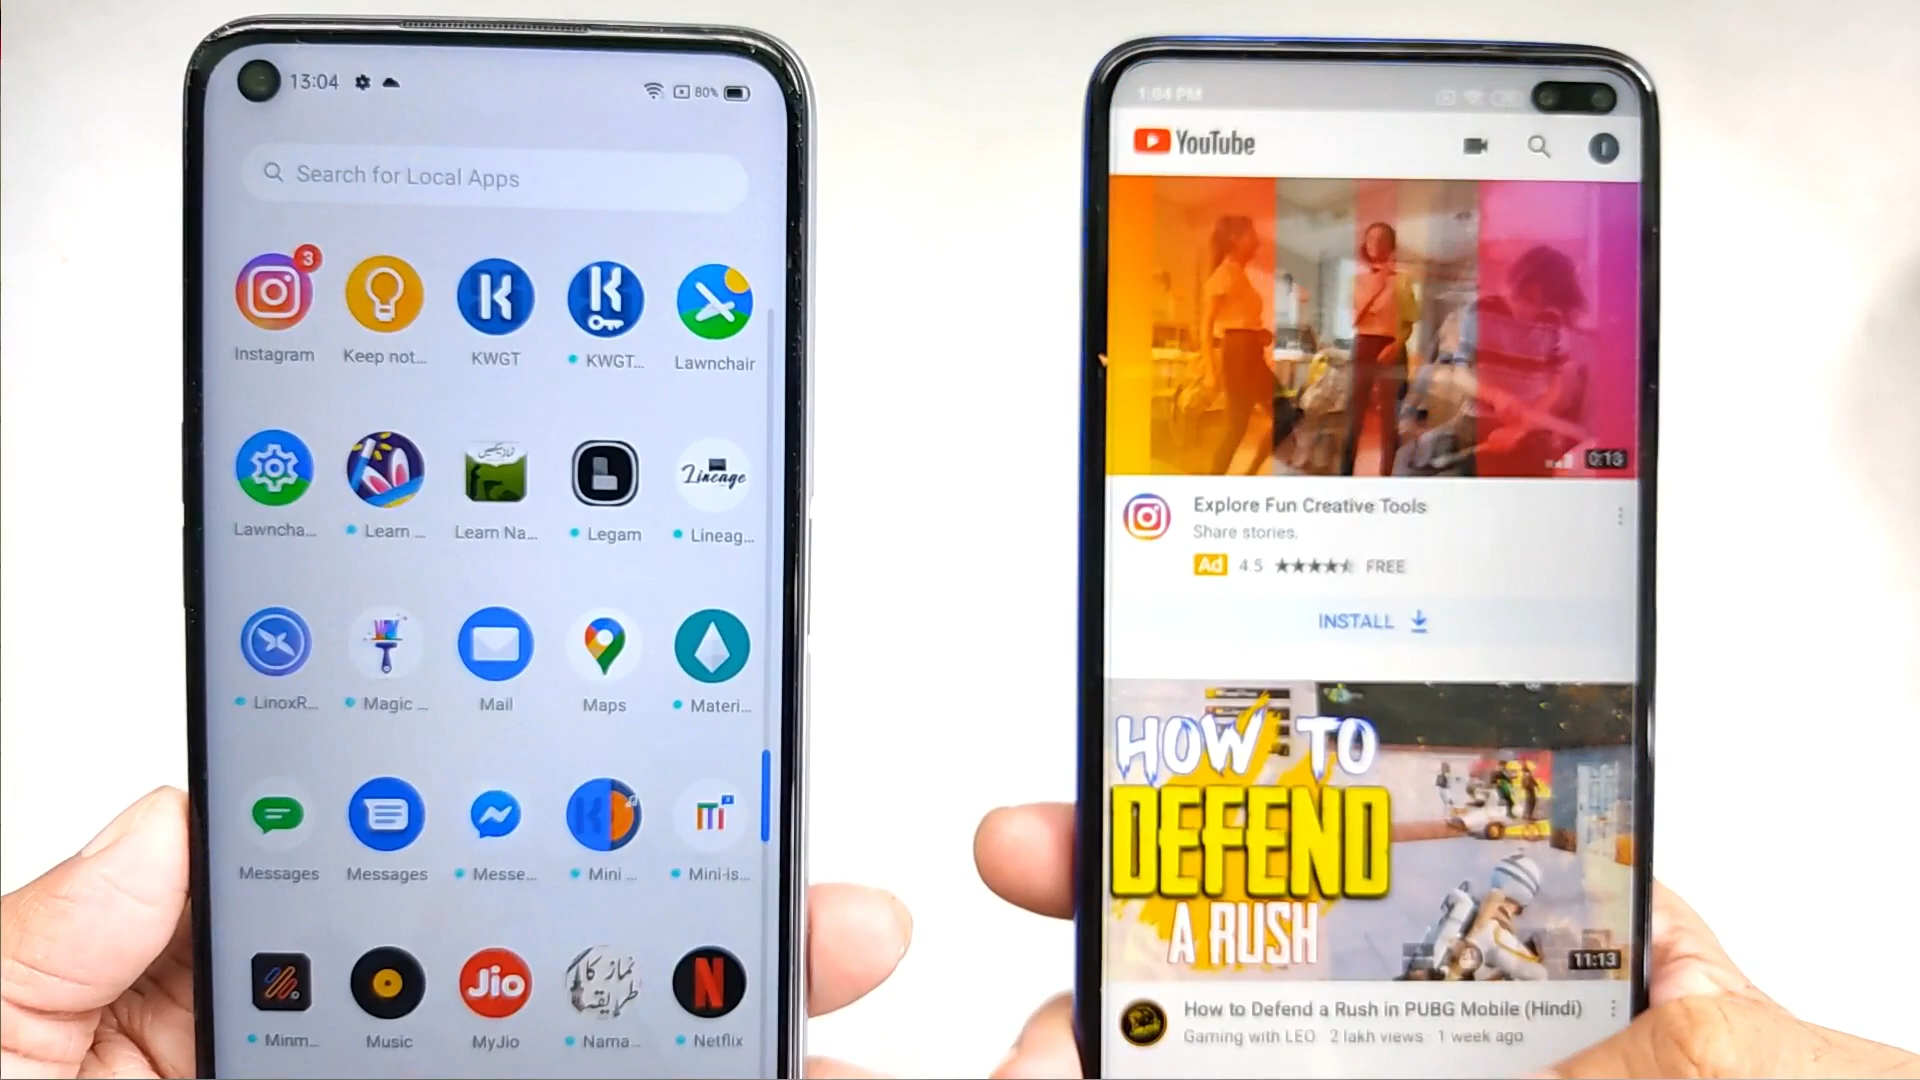 13:04
80%
Search for Local Apps
3
Instagram
Keep not...
KWGT
KWGT...
Lawnchair
Lawncha...
Learn ...
Learn Na...
Legam
Lineage
Lineag...
LinoxR...
Magic ...
Mail
Maps
Materi...
Messages
Messages
Messe...
Mini ...
Mini-is...
Jio
نماز کا
طریقہ
N
Minm...
Music
MyJio
Nama...
Netflix
1:04 PM
YouTube
0:13
Explore Fun Creative Tools
Share stories.
Ad 4.5 ★★★★⯪ FREE
INSTALL
HOW TO
DEFEND
A RUSH
11:13
How to Defend a Rush in PUBG Mobile (Hindi)
Gaming with LEO · 2 lakh views · 1 week ago